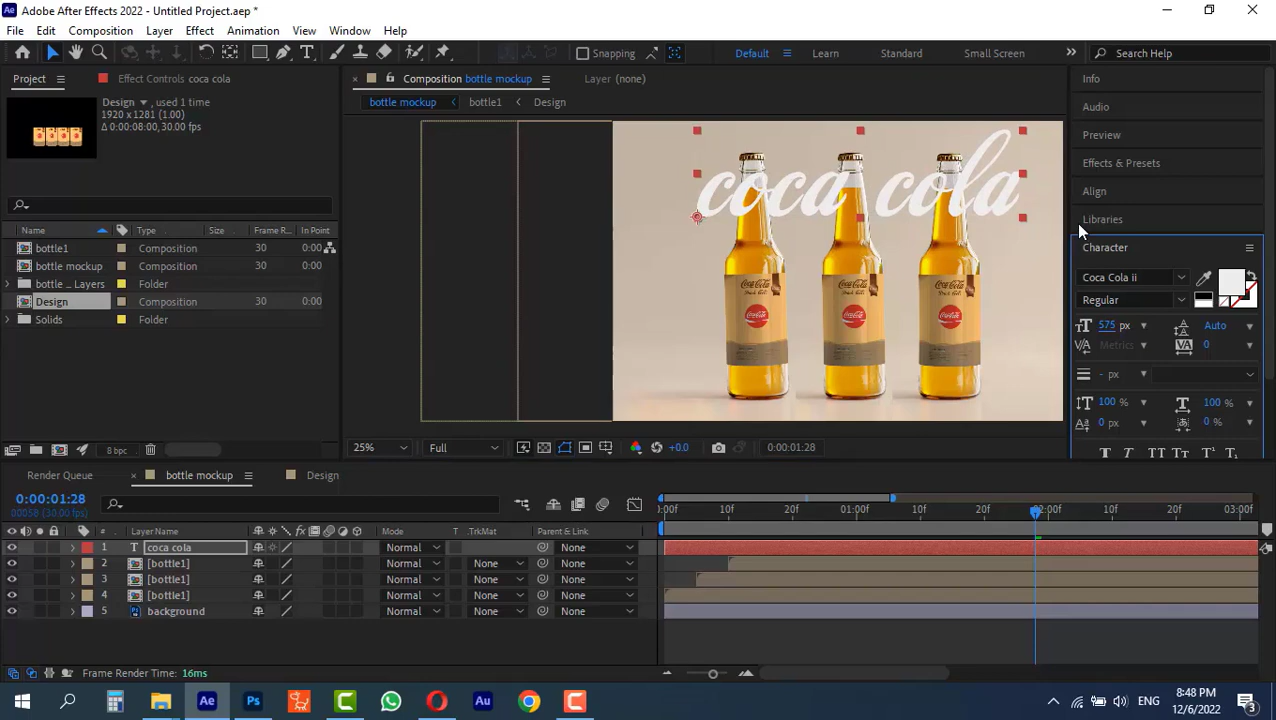 Adobe After Effects 2022 - Untitled Project.aep *
File Edit Composition Layer Effect Animation View Window Help
Snapping
Default Learn Standard Small Screen Search Help
Project Effect Controls coca cola
Composition bottle mockup Layer (none)
bottle mockup bottle1 Design
Design , used 1 time
1920 x 1281 (1.00)
Δ 0:00:08:00, 30.00 fps
Name Type Size Frame R... In Point
bottle1 Composition 30 0:00
bottle mockup Composition 30 0:00
bottle _ Layers Folder
Design Composition 30 0:00
Solids Folder
8 bpc
coca cola
Coca Cola
Coca Cola
Coca Cola
25% Full +0.0 0:00:01:28
Info
Audio
Preview
Effects & Presets
Align
Libraries
Character
Coca Cola ii
Regular
575 px Auto
Metrics 0
- px
100 % 100 %
0 px 0 %
Render Queue bottle mockup Design
0:00:01:28
00058 (30.00 fps)
# Layer Name Mode T .TrkMat Parent & Link
:00f 10f 20f 01:00f 10f 20f 02:00f 10f 20f 03:00f
1 T coca cola Normal None
2 [bottle1] Normal None None
3 [bottle1] Normal None None
4 [bottle1] Normal None None
5 background Normal None None
Frame Render Time: 16ms
ENG
8:48 PM
12/6/2022
3